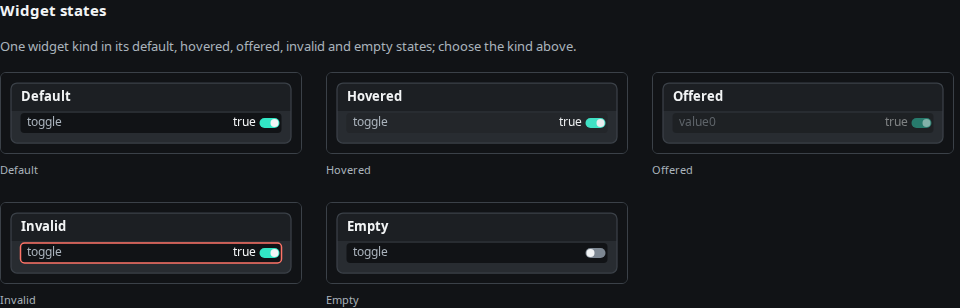 Widget states
One widget kind in its default, hovered, offered, invalid and empty states; choose the kind above.
Default
toggle true
Default
Hovered
toggle true
Hovered
Offered
value0 true
Offered
Invalid
toggle true
Invalid
Empty
toggle
Empty